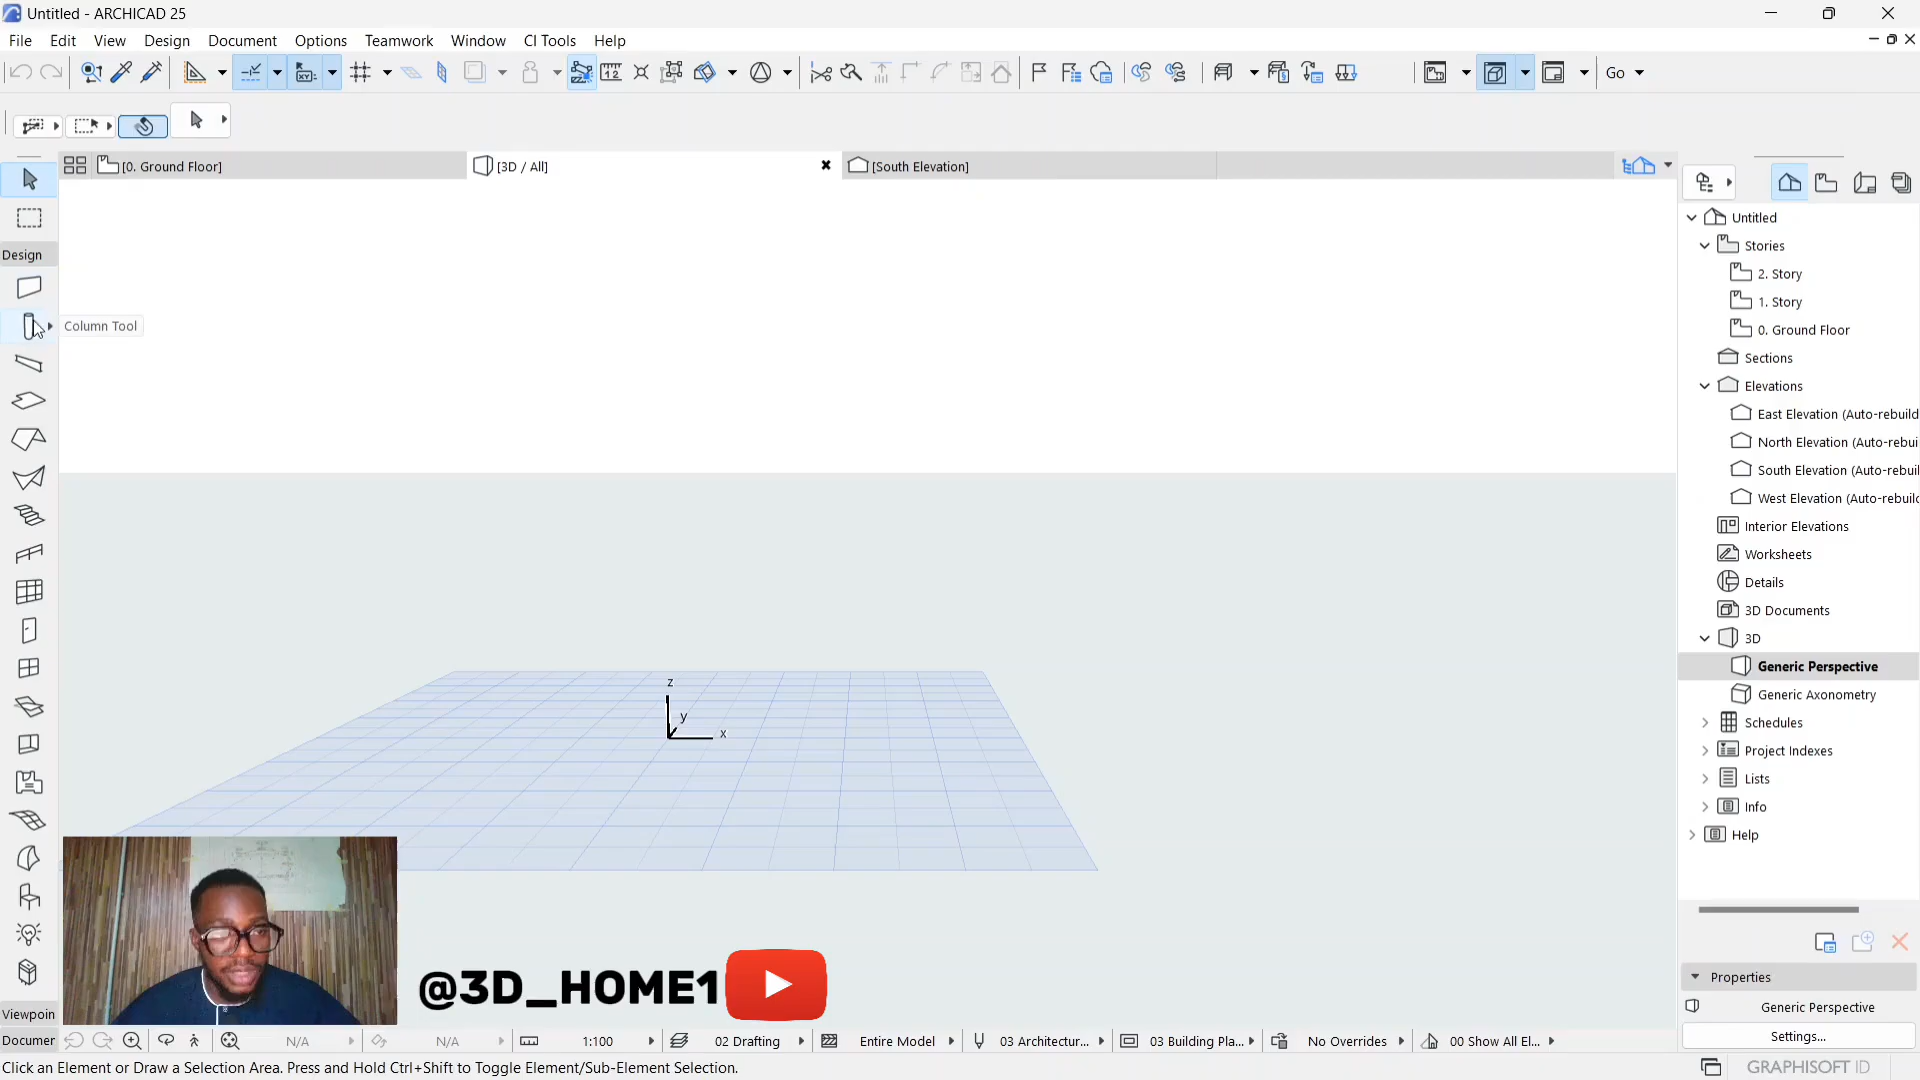 Untitled - ARCHICAD 25
File Edit View Design Document Options Teamwork Window CI Tools Help
Go
[0. Ground Floor]
[3D / All]
[South Elevation]
Design
Column Tool
Viewpoin
Documer
Untitled
Stories
2. Story
1. Story
0. Ground Floor
Sections
Elevations
East Elevation (Auto-rebuild
North Elevation (Auto-rebui
South Elevation (Auto-rebuil
West Elevation (Auto-rebuild
Interior Elevations
Worksheets
Details
3D Documents
3D
Generic Perspective
Generic Axonometry
Schedules
Project Indexes
Lists
Info
Help
Properties
Generic Perspective
Settings...
z
y
x
@3D_HOME1
N/A N/A 1:100 02 Drafting Entire Model 03 Architectur... 03 Building Pla... No Overrides 00 Show All El...
Click an Element or Draw a Selection Area. Press and Hold Ctrl+Shift to Toggle Element/Sub-Element Selection.
GRAPHISOFT ID